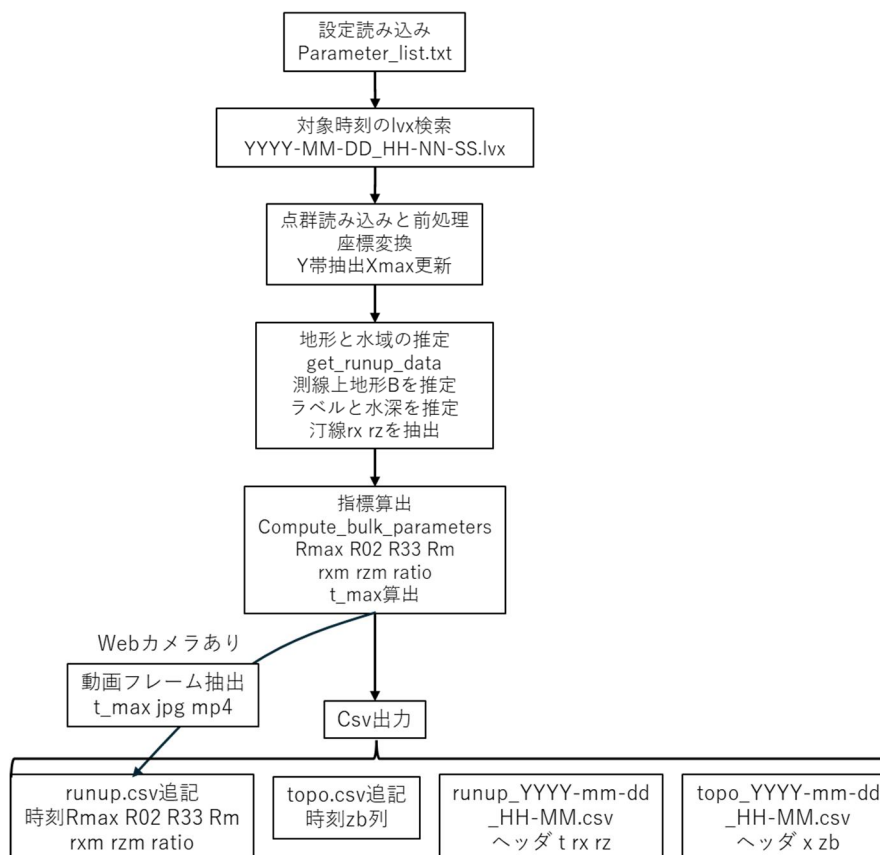 設定読み込み
Parameter_list.txt
対象時刻のlvx検索
YYYY-MM-DD_HH-NN-SS.lvx
点群読み込みと前処理
座標変換
Y帯抽出Xmax更新
地形と水域の推定
get_runup_data
測線上地形Bを推定
ラベルと水深を推定
汀線rx rzを抽出
指標算出
Compute_bulk_parameters
Rmax R02 R33 Rm
rxm rzm ratio
t_max算出
Webカメラあり
動画フレーム抽出
t_max jpg mp4
Csv出力
runup.csv追記
時刻Rmax R02 R33 Rm
rxm rzm ratio
topo.csv追記
時刻zb列
runup_YYYY-mm-dd
_HH-MM.csv
ヘッダ t rx rz
topo_YYYY-mm-dd
_HH-MM.csv
ヘッダ x zb